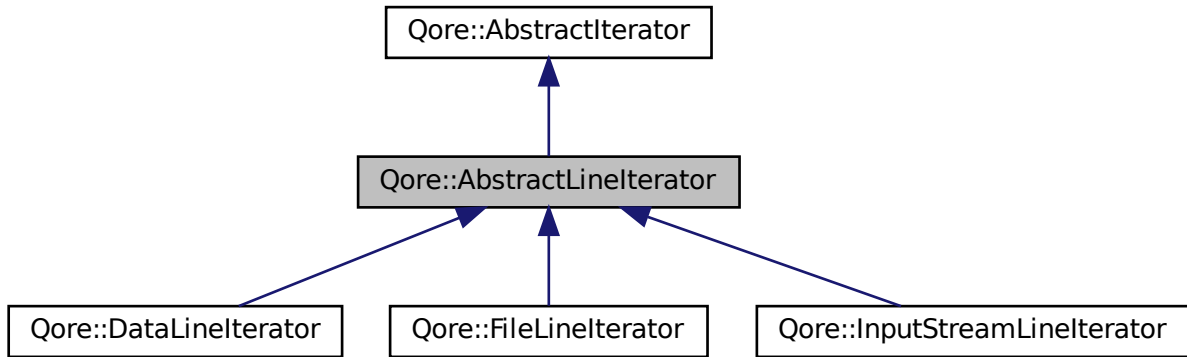 Qore::AbstractIterator
Qore::AbstractLineIterator
Qore::DataLineIterator
Qore::FileLineIterator
Qore::InputStreamLineIterator